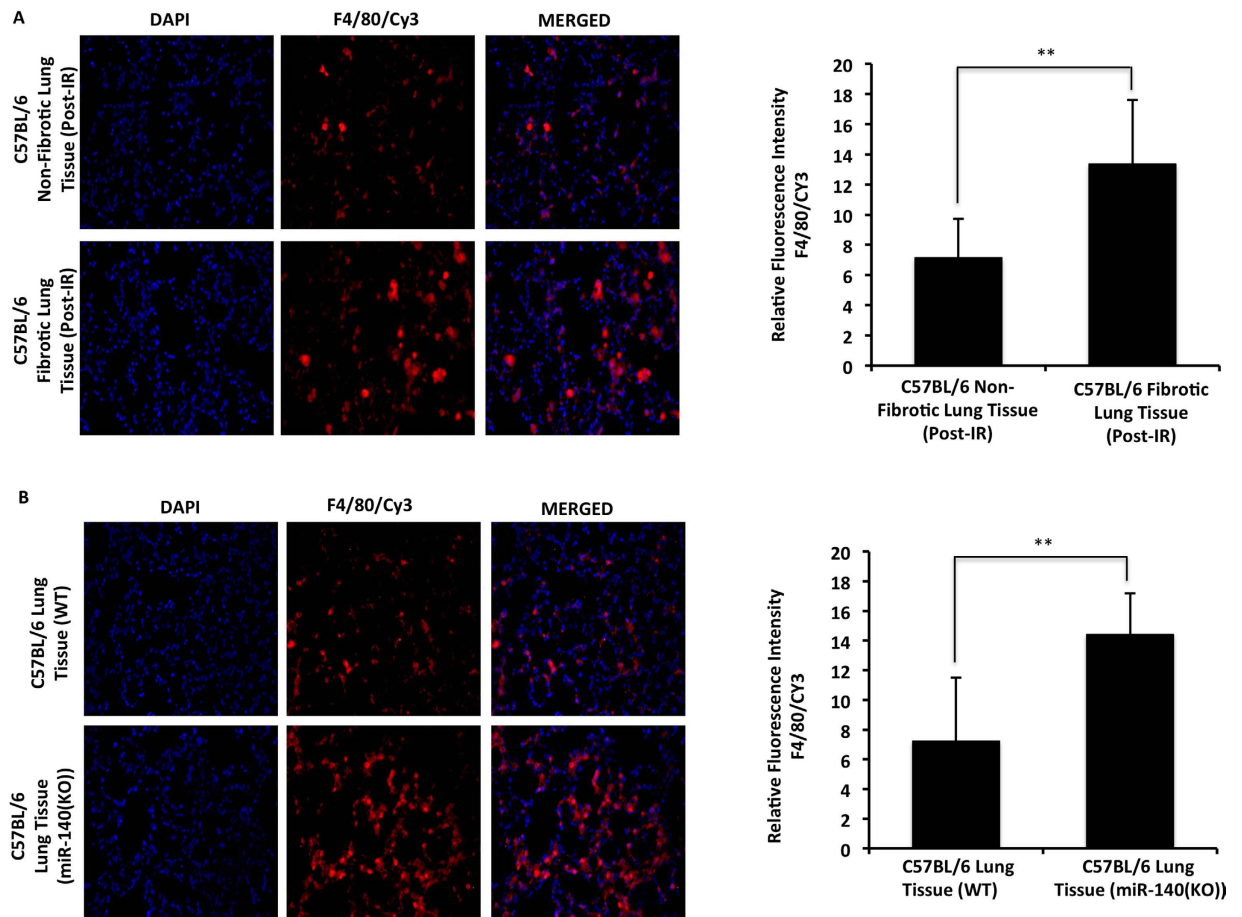 A
DAPI
F4/80/Cy3
MERGED
C57BL/6
Non-Fibrotic Lung
Tissue (Post-IR)
C57BL/6
Fibrotic Lung
Tissue (Post-IR)
**
Relative Fluorescence Intensity
F4/80/CY3
20
18
16
14
12
10
8
6
4
2
0
C57BL/6 Non-
Fibrotic Lung Tissue
(Post-IR)
C57BL/6 Fibrotic
Lung Tissue
(Post-IR)
B
DAPI
F4/80/Cy3
MERGED
C57BL/6 Lung
Tissue (WT)
C57BL/6
Lung Tissue
(miR-140(KO))
**
Relative Fluorescence Intensity
F4/80/CY3
20
18
16
14
12
10
8
6
4
2
0
C57BL/6 Lung
Tissue (WT)
C57BL/6 Lung
Tissue (miR-140(KO))